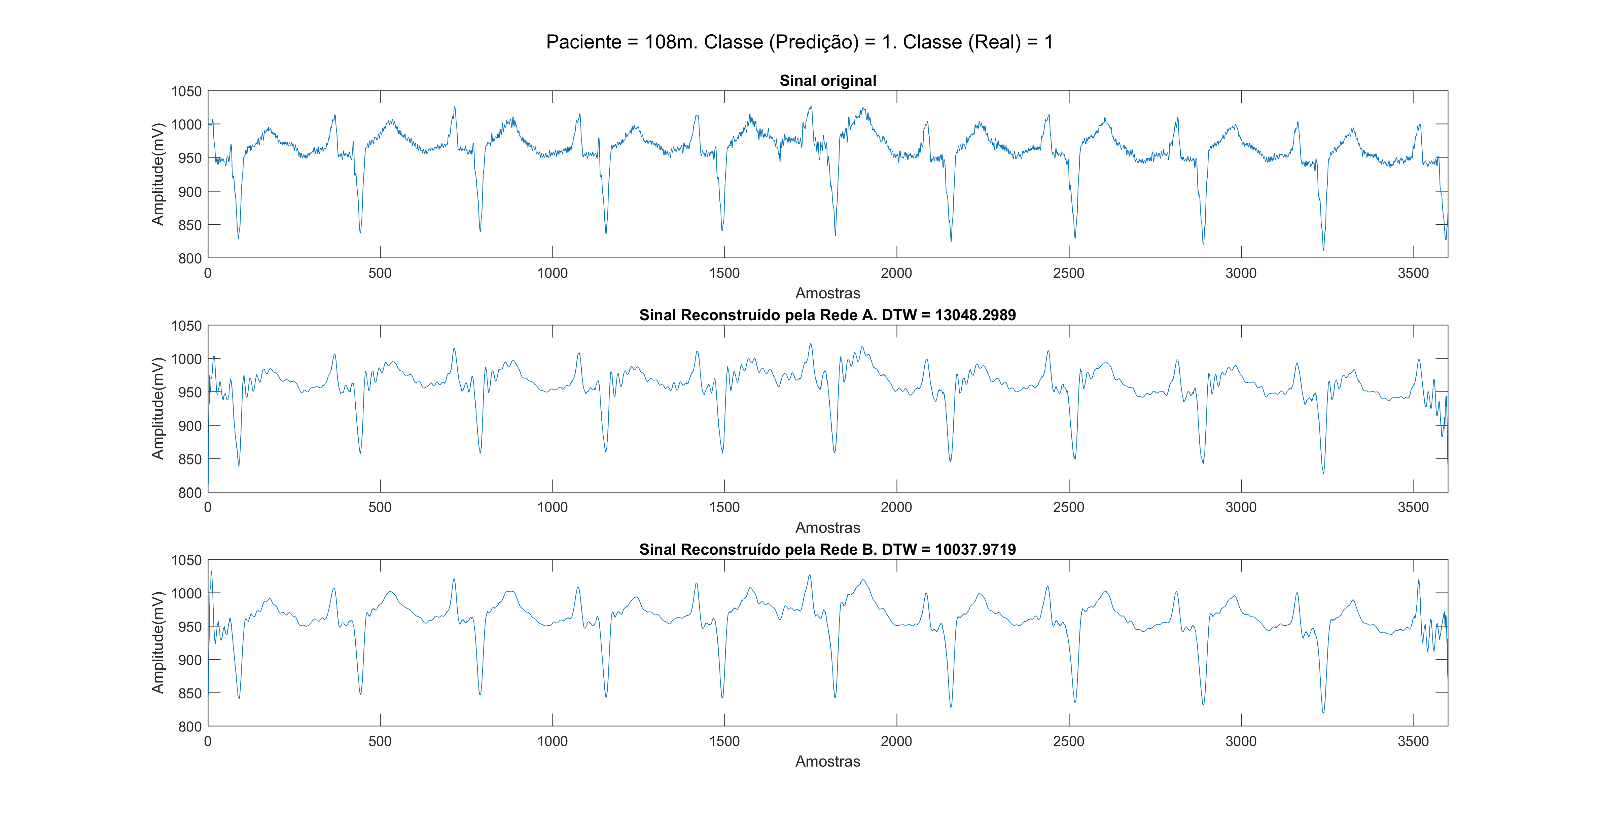 Paciente = 108m. Classe (Predição) = 1. Classe (Real) = 1
Sinal original
1050
1000
950
900
850
800
Amplitude(mV)
0 500 1000 1500 2000 2500 3000 3500
Amostras
Sinal Reconstruído pela Rede A. DTW = 13048.2989
1050
1000
950
900
850
800
Amplitude(mV)
0 500 1000 1500 2000 2500 3000 3500
Amostras
Sinal Reconstruído pela Rede B. DTW = 10037.9719
1050
1000
950
900
850
800
Amplitude(mV)
0 500 1000 1500 2000 2500 3000 3500
Amostras